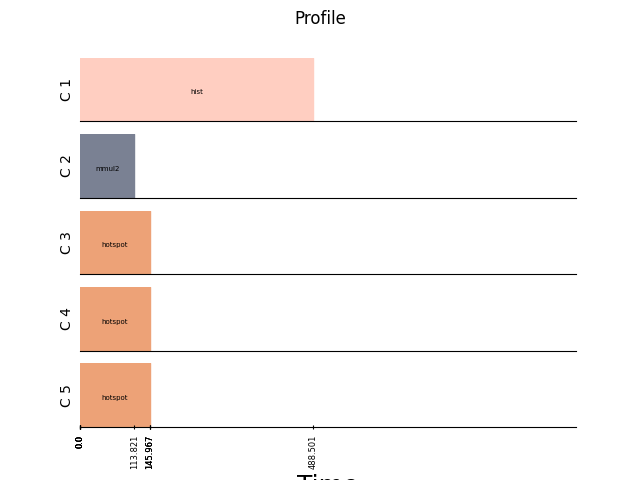 Profile
C 1
hist
C 2
mmul2
C 3
hotspot
C 4
hotspot
C 5
hotspot
0.0
113.821
145.967
488.501
Time